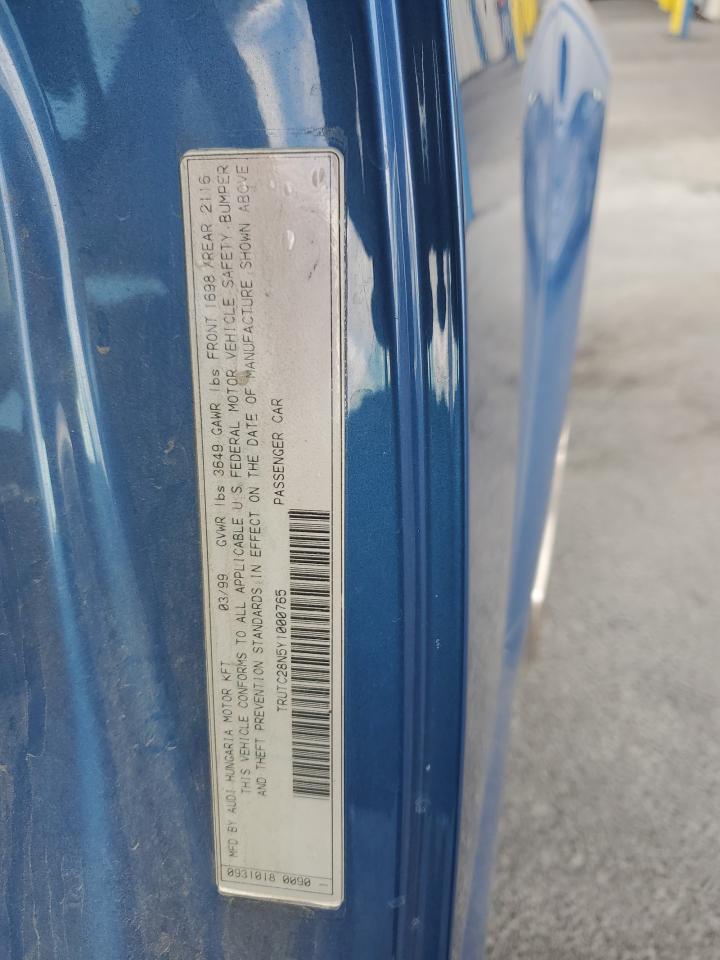 MFD BY AUDI HUNGARIA MOTOR KFT 03/99 GVWR lbs 3649 GAWR lbs FRONT 1698 /REAR 2116
THIS VEHICLE CONFORMS TO ALL APPLICABLE U.S. FEDERAL MOTOR VEHICLE SAFETY, BUMPER
AND THEFT PREVENTION STANDARDS IN EFFECT ON THE DATE OF MANUFACTURE SHOWN ABOVE
TRUTC28N5Y1000765 PASSENGER CAR
0931018 0090